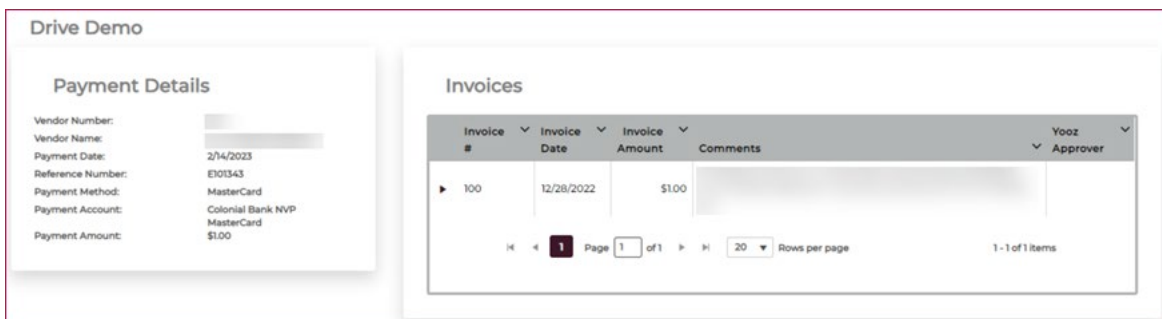 Drive Demo
Payment Details
Vendor Number:
Vendor Name:
Payment Date: 2/14/2023
Reference Number: E101343
Payment Method: MasterCard
Payment Account: Colonial Bank NVP
MasterCard
Payment Amount: $1.00
Invoices
Invoice # Invoice Date Invoice Amount Comments Yooz Approver
100 12/28/2022 $1.00
1 Page 1 of 1 20 Rows per page 1 - 1 of 1 items